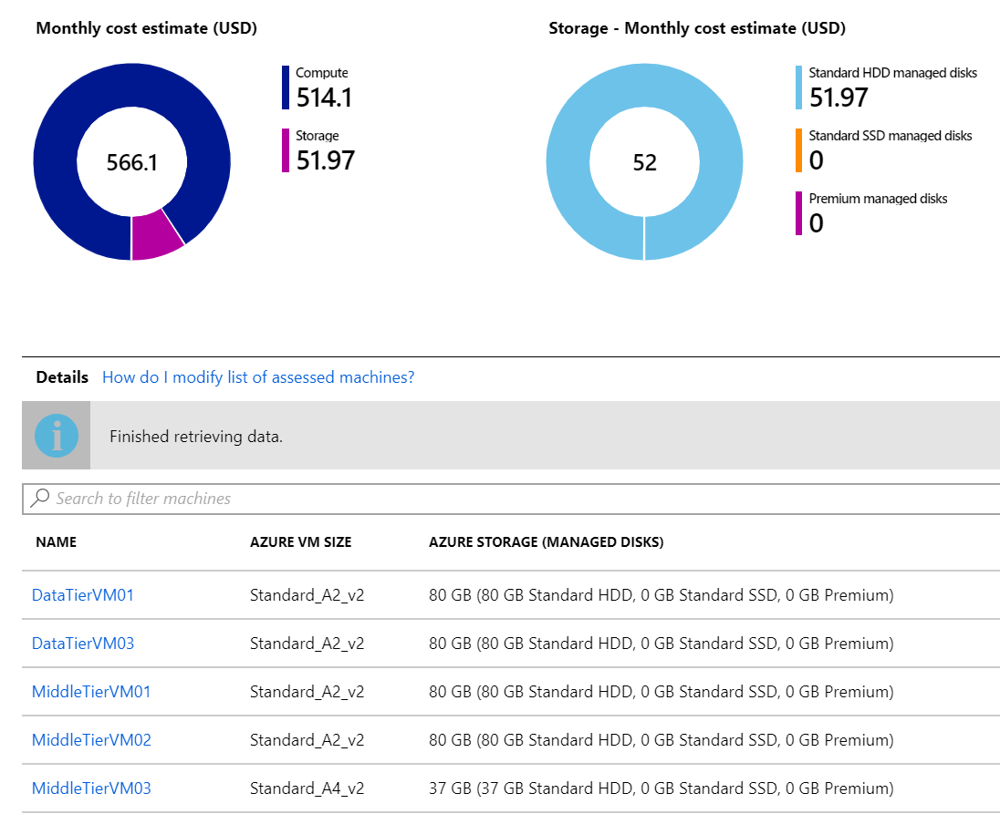 Monthly cost estimate (USD)
566.1
Compute
514.1
Storage
51.97
Storage - Monthly cost estimate (USD)
52
Standard HDD managed disks
51.97
Standard SSD managed disks
0
Premium managed disks
0
Details How do I modify list of assessed machines?
i Finished retrieving data.
Search to filter machines
NAME AZURE VM SIZE AZURE STORAGE (MANAGED DISKS)
DataTierVM01 Standard_A2_v2 80 GB (80 GB Standard HDD, 0 GB Standard SSD, 0 GB Premium)
DataTierVM03 Standard_A2_v2 80 GB (80 GB Standard HDD, 0 GB Standard SSD, 0 GB Premium)
MiddleTierVM01 Standard_A2_v2 80 GB (80 GB Standard HDD, 0 GB Standard SSD, 0 GB Premium)
MiddleTierVM02 Standard_A2_v2 80 GB (80 GB Standard HDD, 0 GB Standard SSD, 0 GB Premium)
MiddleTierVM03 Standard_A4_v2 37 GB (37 GB Standard HDD, 0 GB Standard SSD, 0 GB Premium)